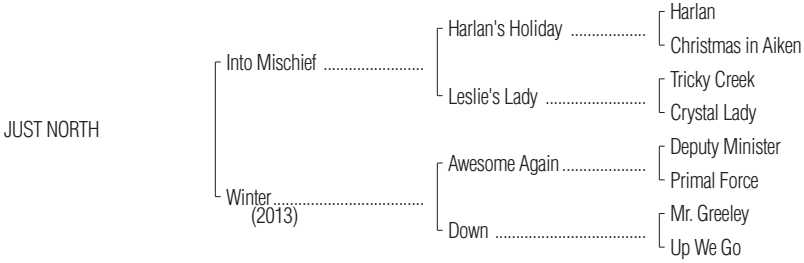 Harlan
Harlan's Holiday ....................
Christmas in Aiken
Into Mischief ..........................
Tricky Creek
Leslie's Lady ..........................
Crystal Lady
JUST NORTH
Deputy Minister
Awesome Again .....................
Primal Force
Winter.......................................
(2013)
Mr. Greeley
Down .......................................
Up We Go